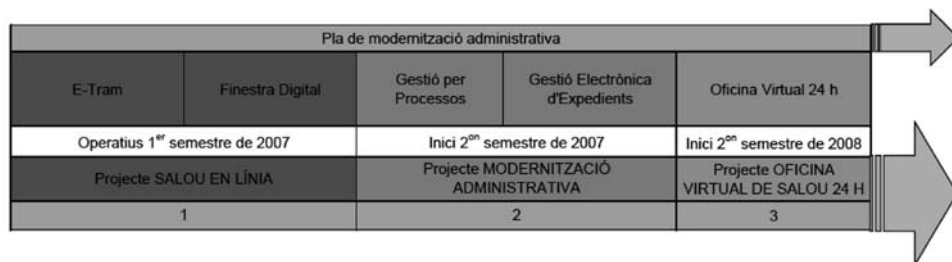 Pla de modernització administrativa
E-Tram
Finestra Digital
Gestió per
Processos
Gestió Electrònica
d'Expedients
Oficina Virtual 24 h
Operatius 1er semestre de 2007
Inici 2on semestre de 2007
Inici 2on semestre de 2008
Projecte SALOU EN LÍNIA
Projecte MODERNITZACIÓ
ADMINISTRATIVA
Projecte OFICINA
VIRTUAL DE SALOU 24 H
1
2
3